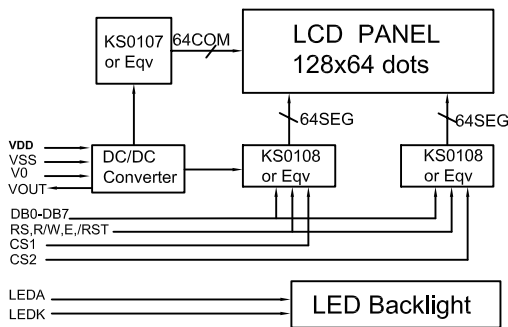 KS0107
or Eqv
64COM
LCD PANEL
128x64 dots
64SEG
64SEG
VDD
VSS
V0
VOUT
DC/DC
Converter
KS0108
or Eqv
KS0108
or Eqv
DB0-DB7
RS,R/W,E,/RST
CS1
CS2
LEDA
LEDK
LED Backlight